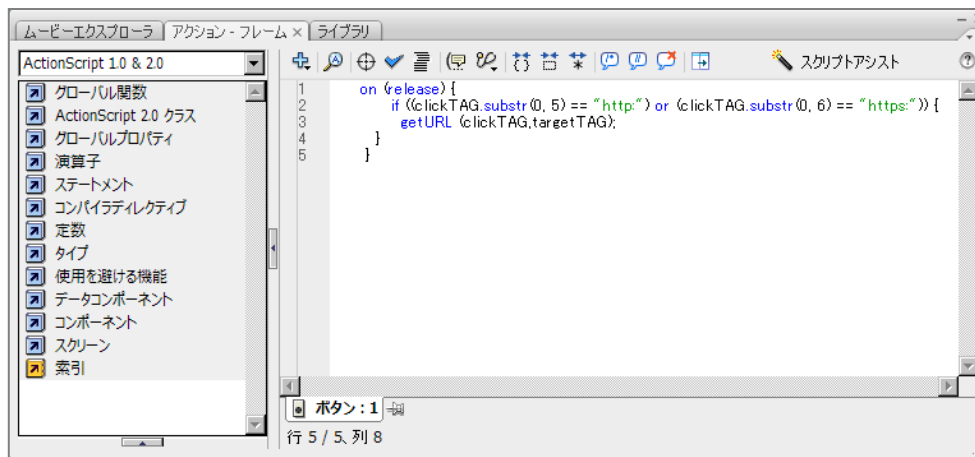 ムービーエクスプローラ アクション - フレーム × ライブラリ
ActionScript 1.0 & 2.0
グローバル関数
ActionScript 2.0 クラス
グローバルプロパティ
演算子
ステートメント
コンパイラディレクティブ
定数
タイプ
使用を避ける機能
データコンポーネント
コンポーネント
スクリーン
索引
スクリプトアシスト
1 on (release) {
2 if ((clickTAG.substr(0, 5) == "http:") or (clickTAG.substr(0, 6) == "https:")) {
3 getURL (clickTAG,targetTAG);
4 }
5 }
ボタン : 1
行 5 / 5、列 8